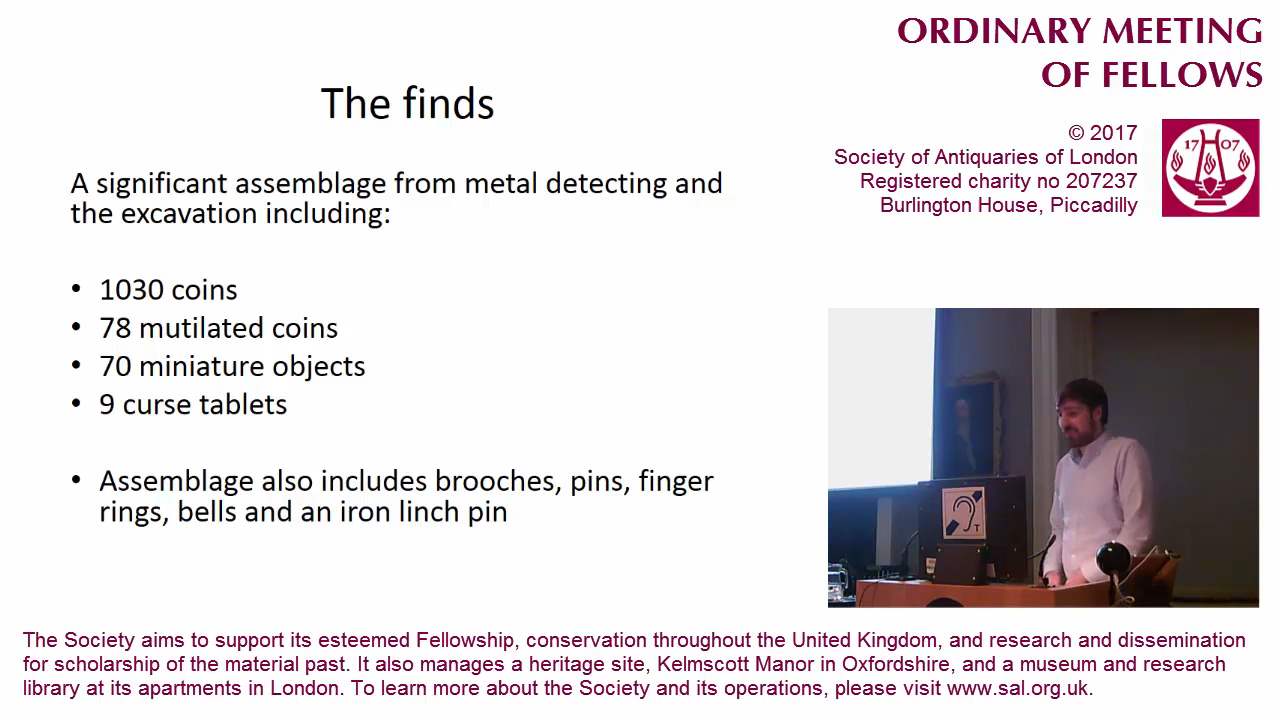 The finds
A significant assemblage from metal detecting and
the excavation including:
• 1030 coins
• 78 mutilated coins
• 70 miniature objects
• 9 curse tablets
• Assemblage also includes brooches, pins, finger
rings, bells and an iron linch pin
ORDINARY MEETING
OF FELLOWS
© 2017
Society of Antiquaries of London
Registered charity no 207237
Burlington House, Piccadilly
17 07
T
The Society aims to support its esteemed Fellowship, conservation throughout the United Kingdom, and research and dissemination
for scholarship of the material past. It also manages a heritage site, Kelmscott Manor in Oxfordshire, and a museum and research
library at its apartments in London. To learn more about the Society and its operations, please visit www.sal.org.uk.